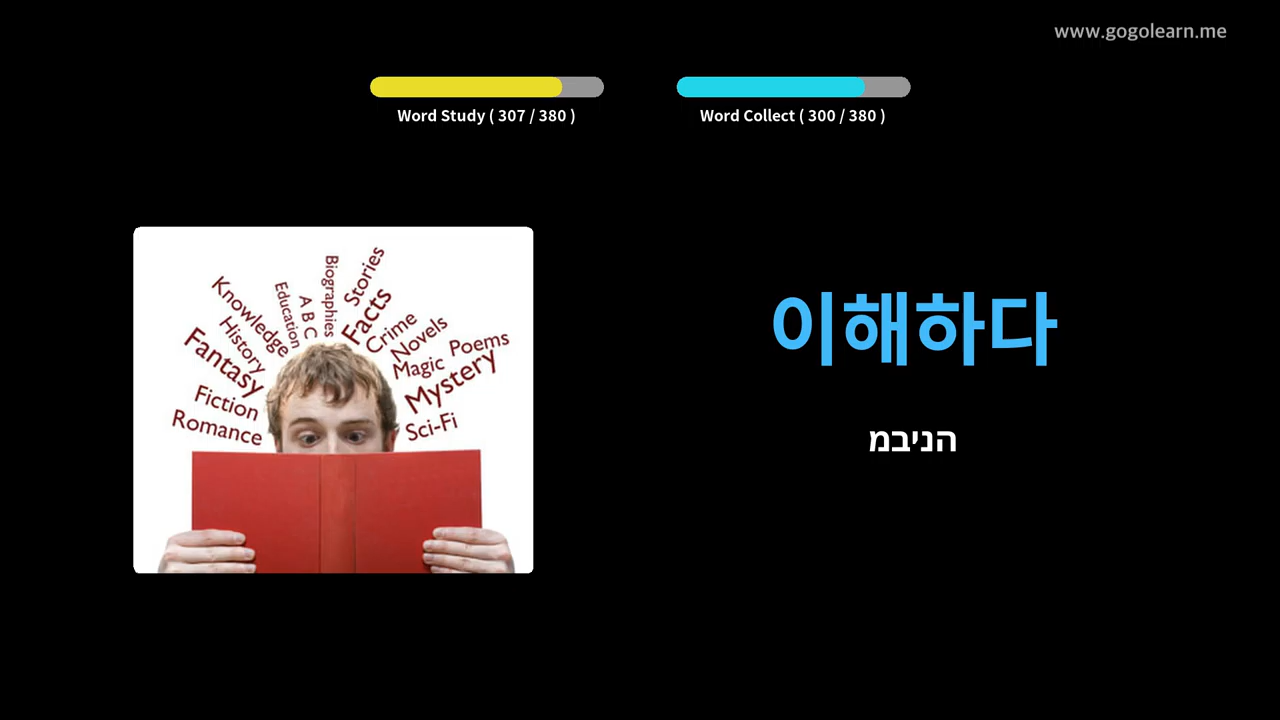 www.gogolearn.me
Word Study ( 307 / 380 )
Word Collect ( 300 / 380 )
Knowledge
History
Fantasy
Fiction
Romance
Education
A B C
Biographies
Stories
Facts
Crime
Novels
Magic
Poems
Mystery
Sci-Fi
이해하다
הניבמ